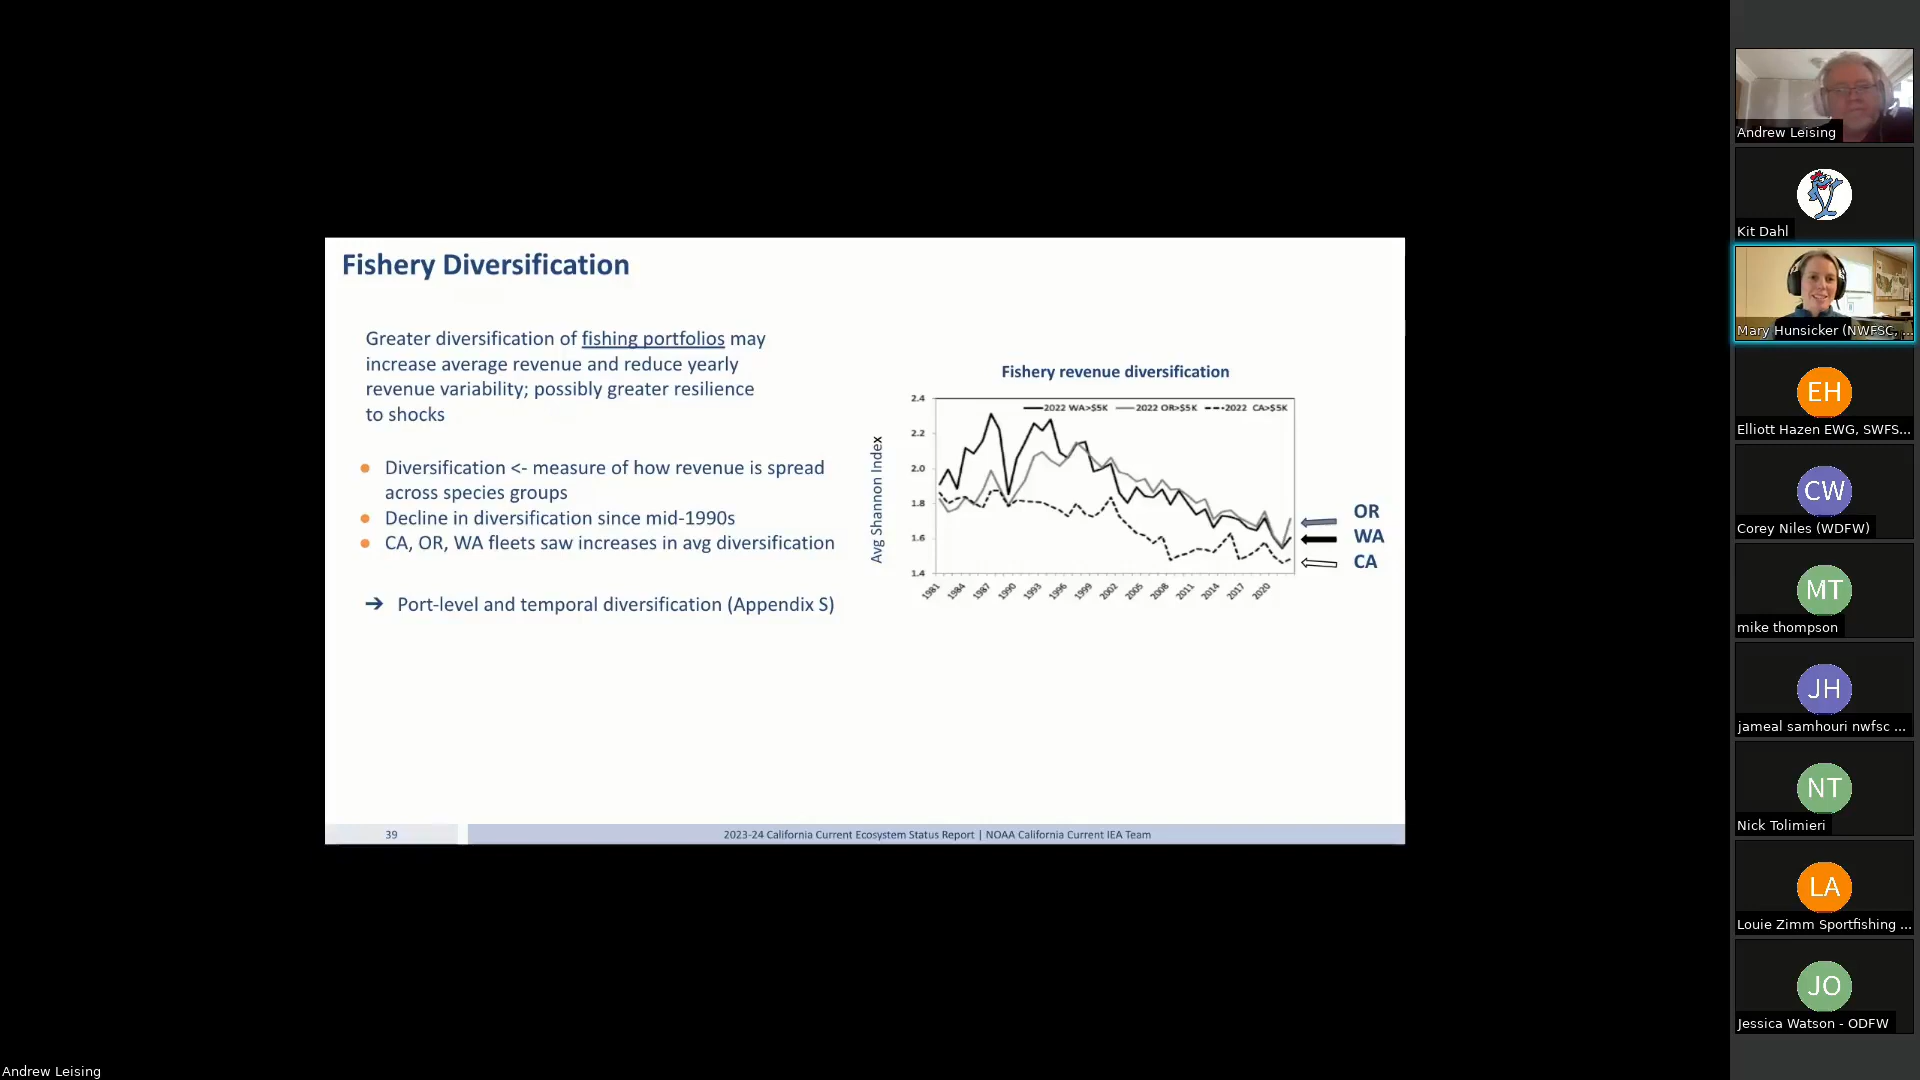 Fishery Diversification
Greater diversification of fishing portfolios may
increase average revenue and reduce yearly
revenue variability; possibly greater resilience
to shocks
Diversification <- measure of how revenue is spread
across species groups
Decline in diversification since mid-1990s
CA, OR, WA fleets saw increases in avg diversification
➔ Port-level and temporal diversification (Appendix S)
Fishery revenue diversification
2022 WA>$5K 2022 OR>$5K 2022 CA>$5K
Avg Shannon Index
2.4
2.2
2.0
1.8
1.6
1.4
1981 1984 1987 1990 1993 1996 1999 2002 2005 2008 2011 2014 2017 2020
OR
WA
CA
39
2023-24 California Current Ecosystem Status Report | NOAA California Current IEA Team
Andrew Leising
Kit Dahl
Mary Hunsicker (NWFSC, ...
EH
Elliott Hazen EWG, SWFS...
CW
Corey Niles (WDFW)
MT
mike thompson
JH
jameal samhouri nwfsc ...
NT
Nick Tolimieri
LA
Louie Zimm Sportfishing ...
JO
Jessica Watson - ODFW
Andrew Leising